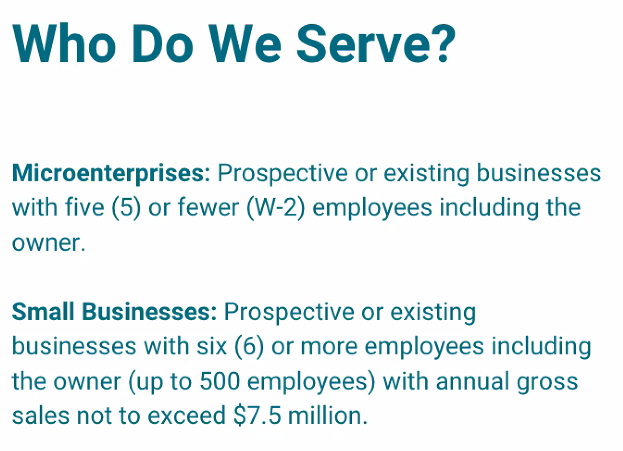 Who Do We Serve?
Microenterprises: Prospective or existing businesses
with five (5) or fewer (W-2) employees including the
owner.
Small Businesses: Prospective or existing
businesses with six (6) or more employees including
the owner (up to 500 employees) with annual gross
sales not to exceed $7.5 million.